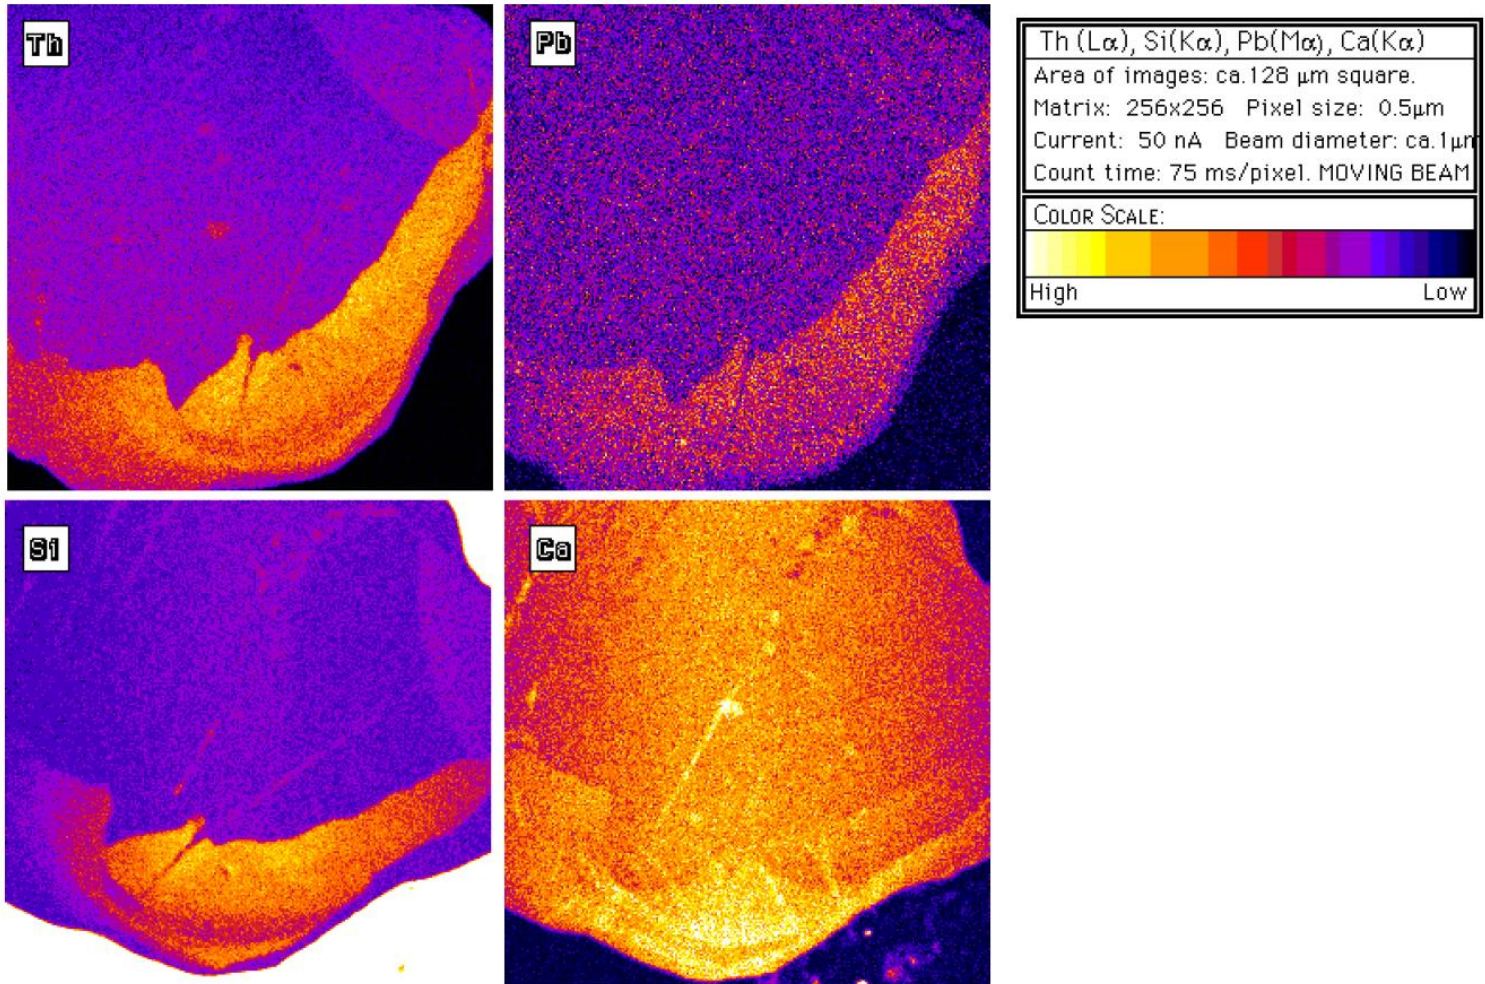 Th
Pb
Th (Lα), Si(Kα), Pb(Mα), Ca(Kα)
Area of images: ca.128 μm square.
Matrix: 256x256 Pixel size: 0.5μm
Current: 50 nA Beam diameter: ca.1μm
Count time: 75 ms/pixel. MOVING BEAM
COLOR SCALE:
High Low
Si
Ca